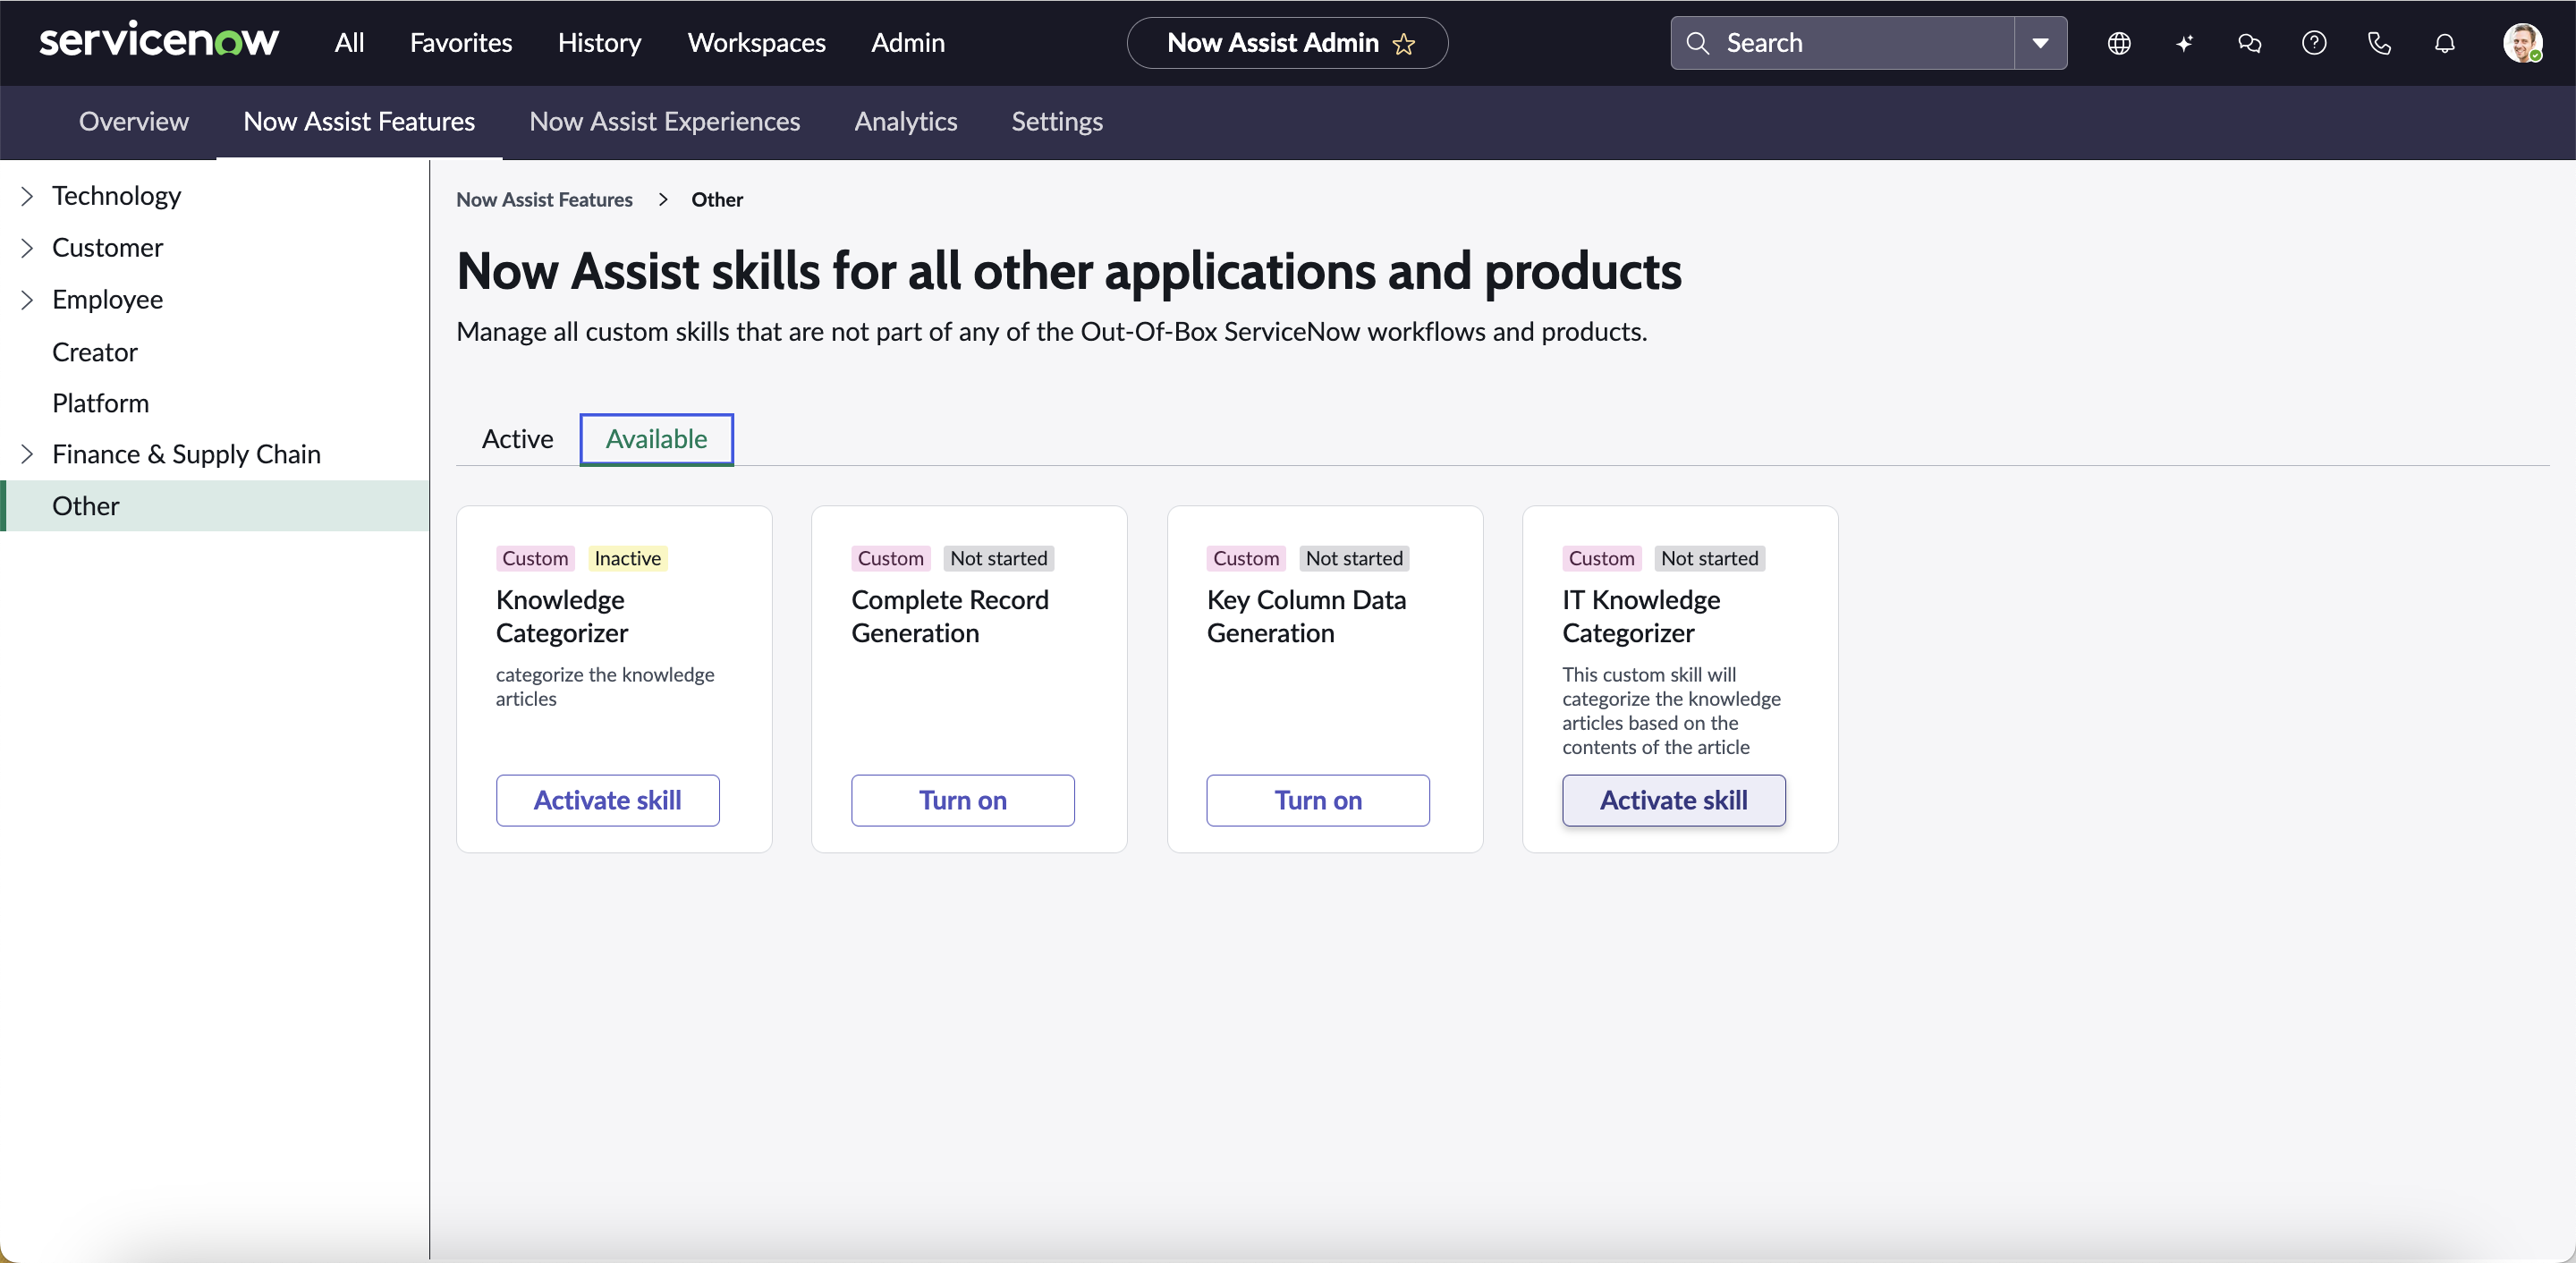 servicenow
All
Favorites
History
Workspaces
Admin
Now Assist Admin
Search
Overview
Now Assist Features
Now Assist Experiences
Analytics
Settings
Technology
Customer
Employee
Creator
Platform
Finance & Supply Chain
Other
Now Assist Features
Other
Now Assist skills for all other applications and products
Manage all custom skills that are not part of any of the Out-Of-Box ServiceNow workflows and products.
Active
Available
Custom
Inactive
Knowledge
Categorizer
categorize the knowledge
articles
Activate skill
Custom
Not started
Complete Record
Generation
Turn on
Custom
Not started
Key Column Data
Generation
Turn on
Custom
Not started
IT Knowledge
Categorizer
This custom skill will
categorize the knowledge
articles based on the
contents of the article
Activate skill